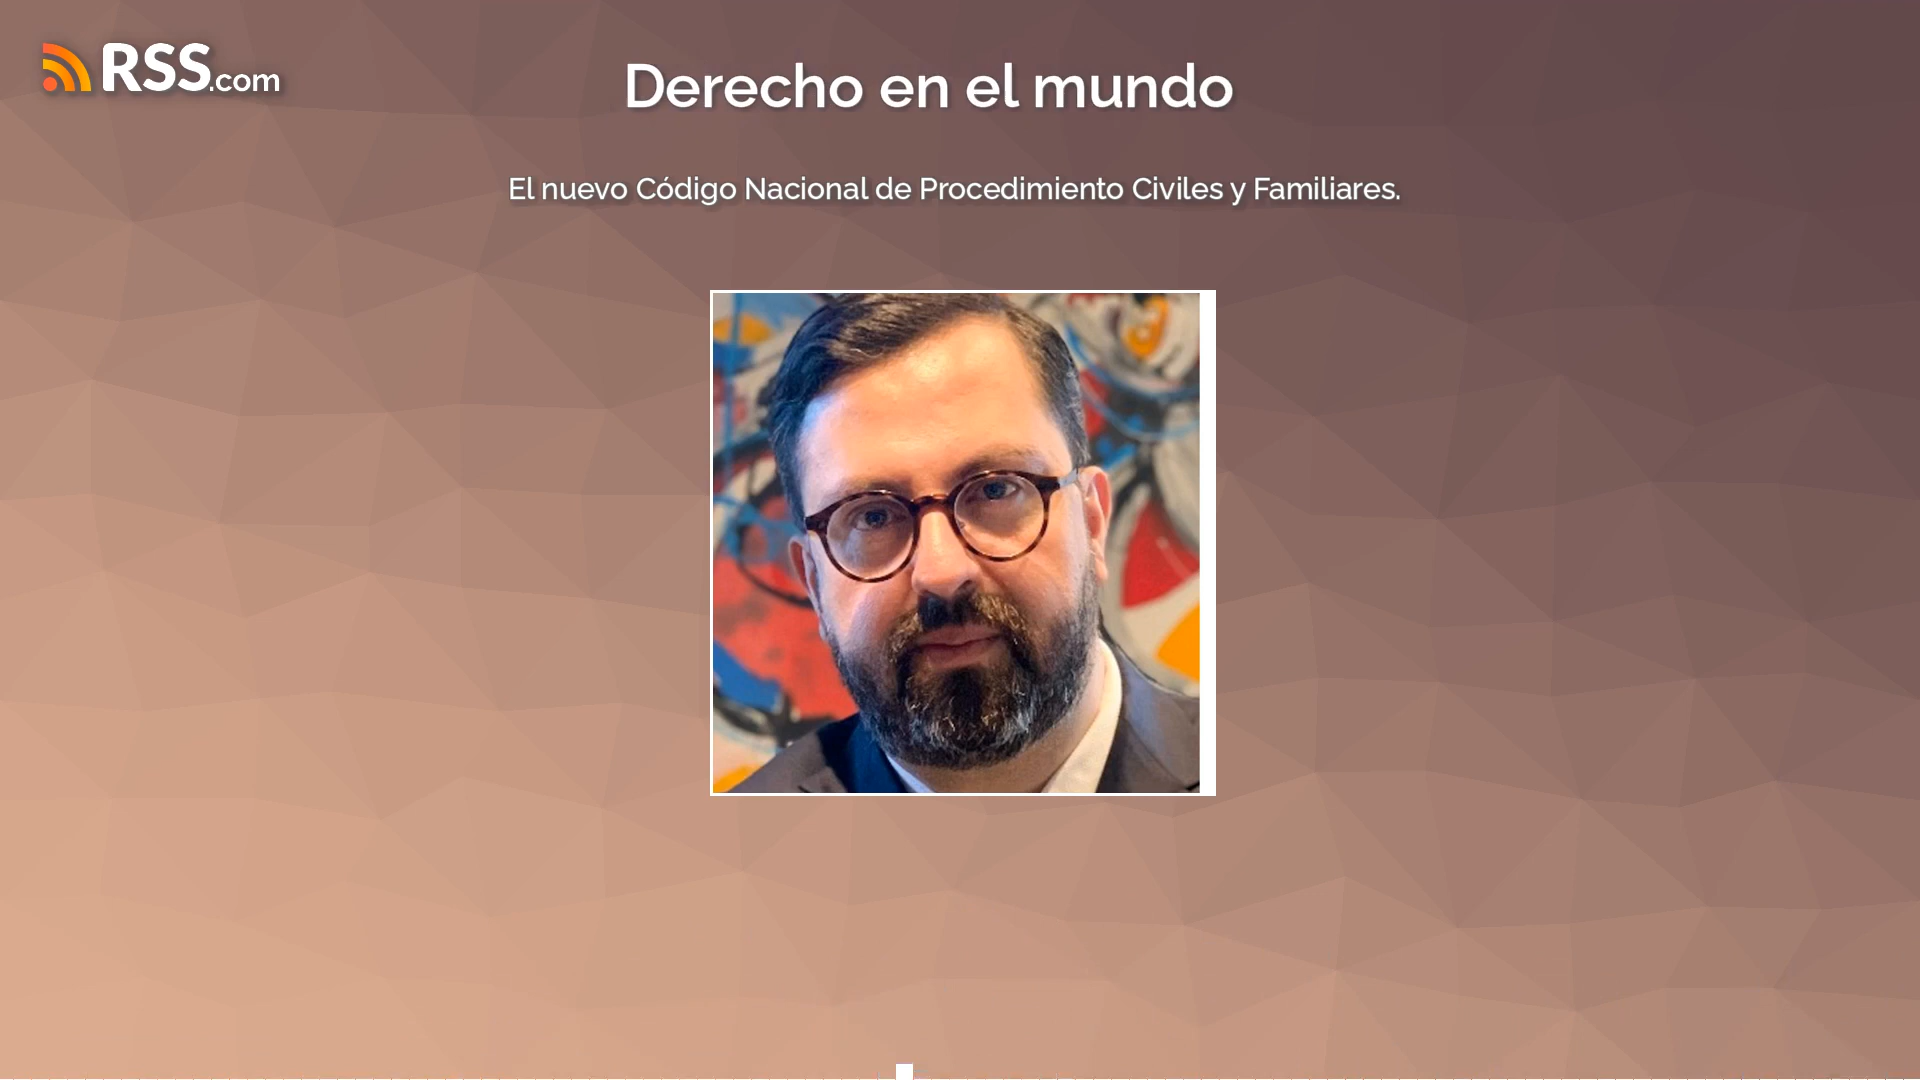 RSS.com
Derecho en el mundo
El nuevo Código Nacional de Procedimiento Civiles y Familiares.